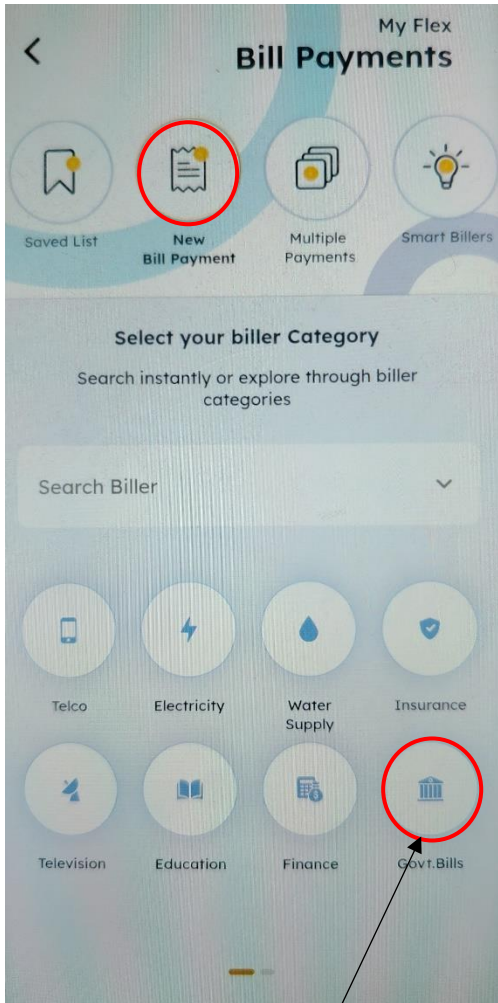 My Flex
Bill Payments
Saved List
New
Bill Payment
Multiple
Payments
Smart Billers
Select your biller Category
Search instantly or explore through biller
categories
Search Biller
Telco
Electricity
Water
Supply
Insurance
Television
Education
Finance
Govt.Bills